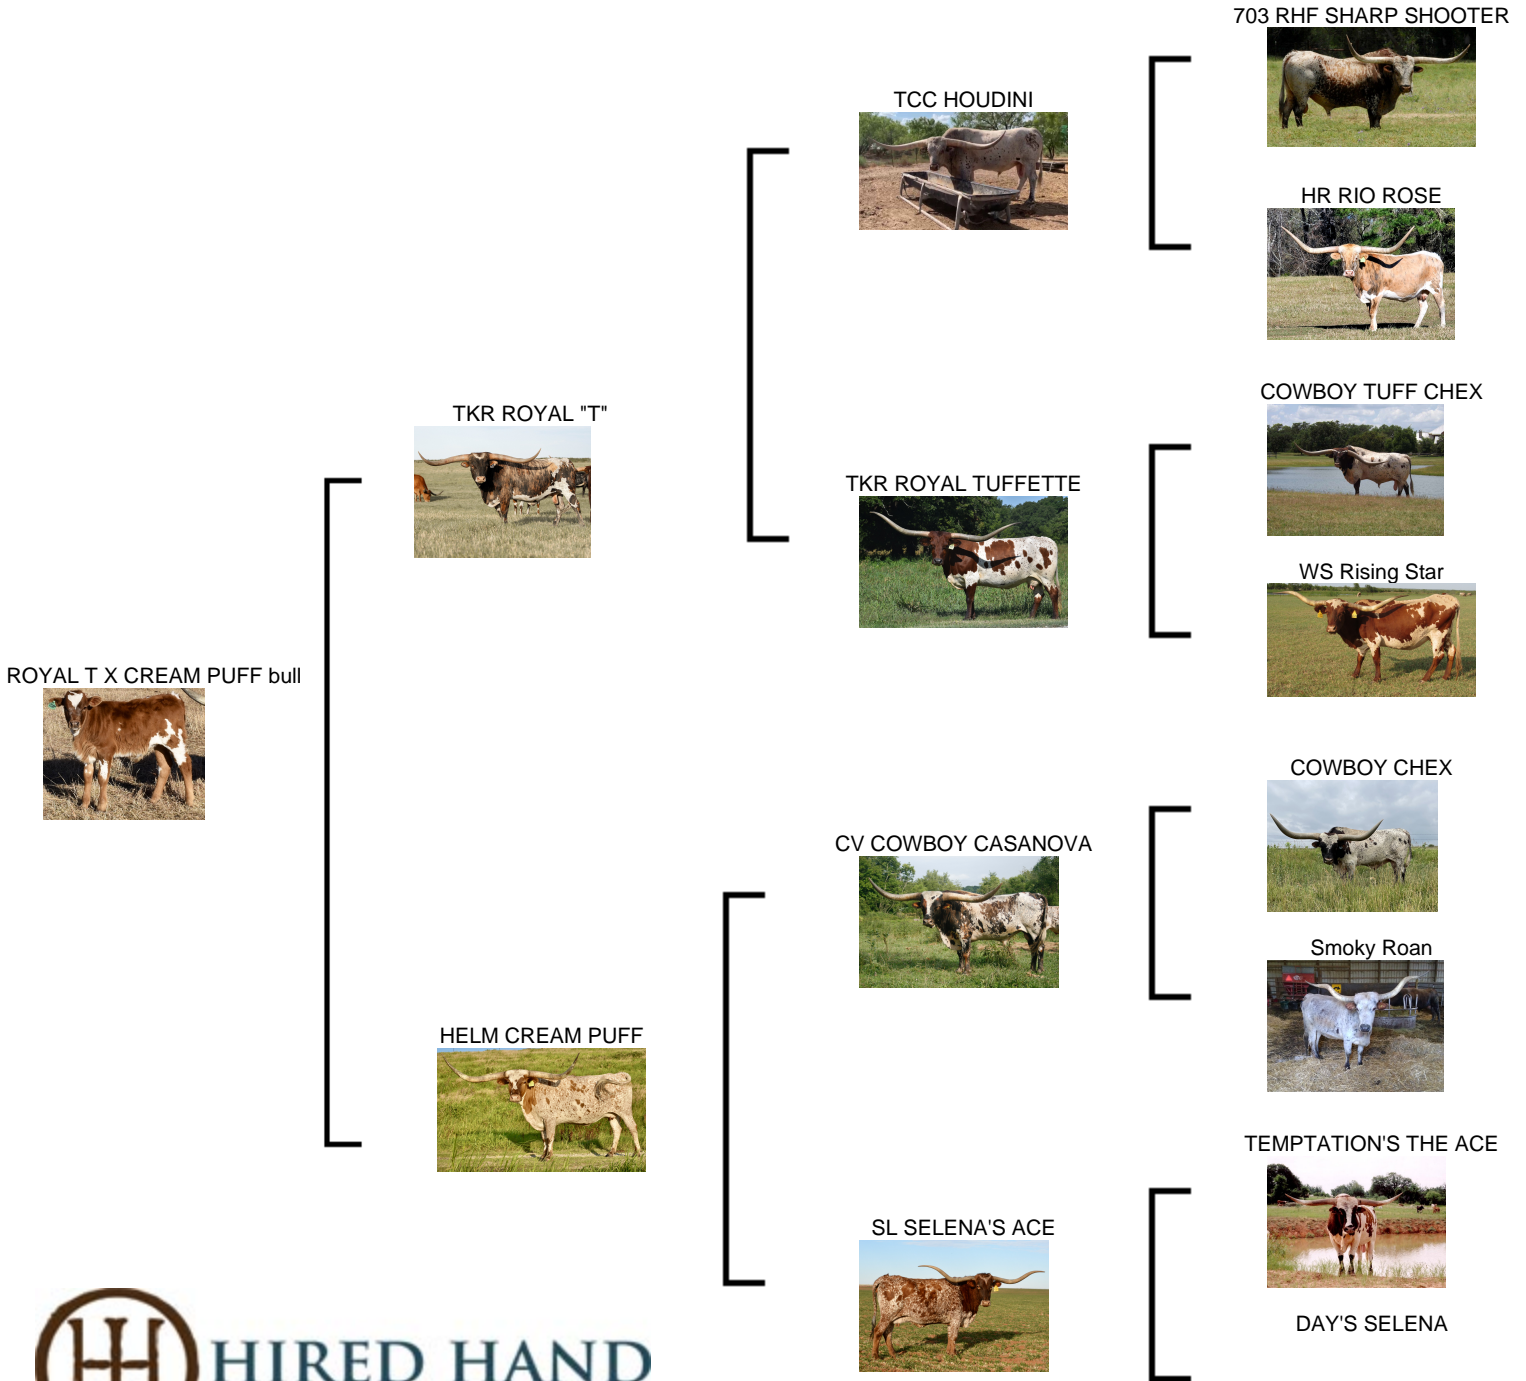 703 RHF SHARP SHOOTER
TCC HOUDINI
HR RIO ROSE
TKR ROYAL "T"
COWBOY TUFF CHEX
TKR ROYAL TUFFETTE
WS Rising Star
ROYAL T X CREAM PUFF bull
COWBOY CHEX
CV COWBOY CASANOVA
Smoky Roan
HELM CREAM PUFF
TEMPTATION'S THE ACE
SL SELENA'S ACE
DAY'S SELENA
HIRED HAND